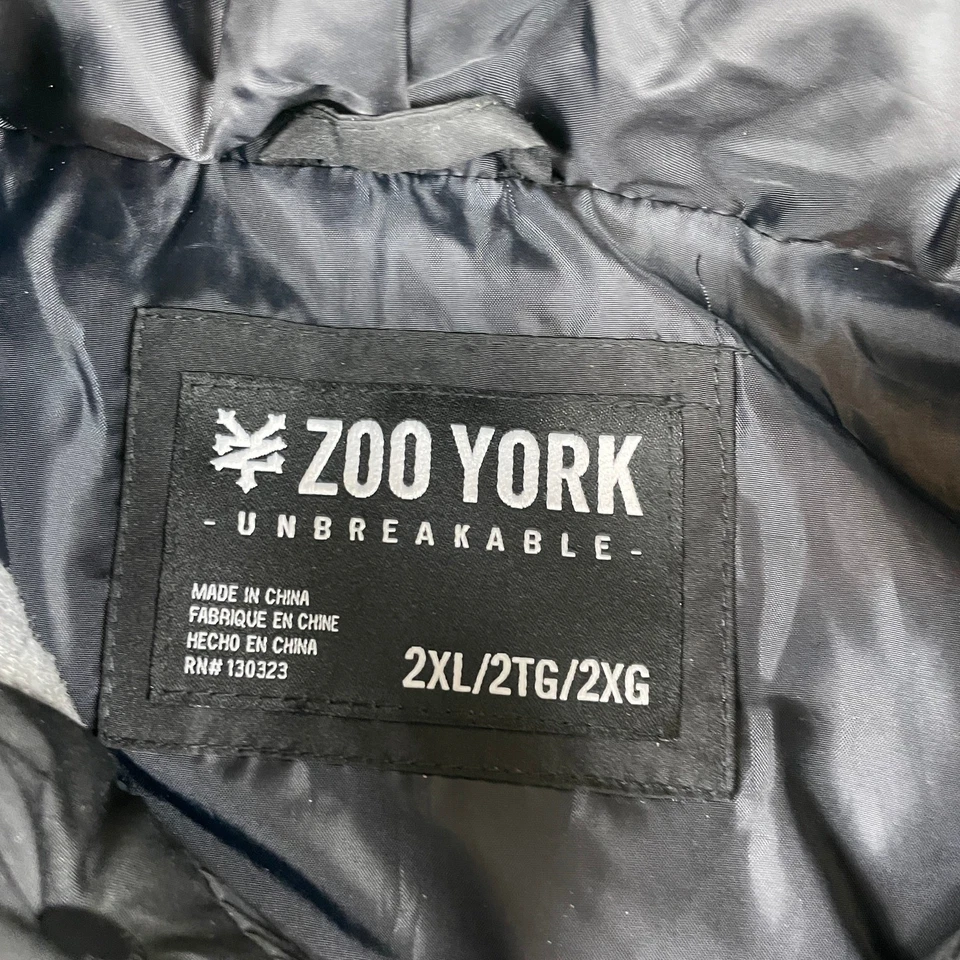 ZOO YORK
- UNBREAKABLE -
MADE IN CHINA
FABRIQUE EN CHINE
HECHO EN CHINA
RN# 130323
2XL/2TG/2XG